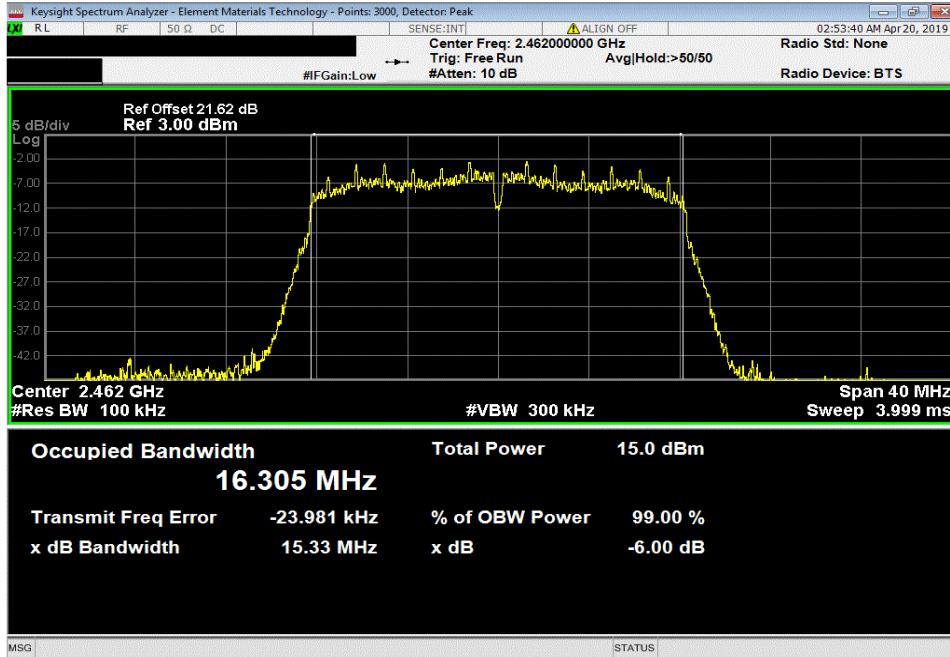 Keysight Spectrum Analyzer - Element Materials Technology - Points: 3000, Detector: Peak
LXI RL RF 50 Ω DC SENSE:INT ALIGN OFF 02:53:40 AM Apr 20, 2019
Center Freq: 2.462000000 GHz Radio Std: None
Trig: Free Run Avg|Hold:>50/50
#IFGain:Low #Atten: 10 dB Radio Device: BTS
Ref Offset 21.62 dB
5 dB/div Ref 3.00 dBm
Log
-2.00
-7.00
-12.0
-17.0
-22.0
-27.0
-32.0
-37.0
-42.0
Center 2.462 GHz Span 40 MHz
#Res BW 100 kHz #VBW 300 kHz Sweep 3.999 ms
Occupied Bandwidth Total Power 15.0 dBm
16.305 MHz
Transmit Freq Error -23.981 kHz % of OBW Power 99.00 %
x dB Bandwidth 15.33 MHz x dB -6.00 dB
MSG STATUS